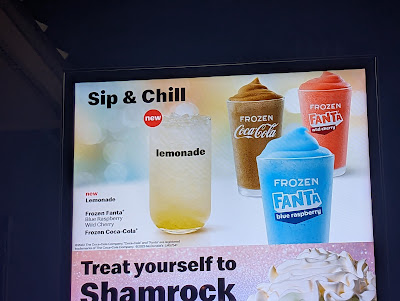 Sip & Chill
new
lemonade
FROZEN
Coca-Cola
FROZEN
FANTA
wild cherry
FROZEN
FANTA
blue raspberry
new
Lemonade
Frozen Fanta®
Blue Raspberry
Wild Cherry
Frozen Coca-Cola®
Treat yourself to
Shamrock